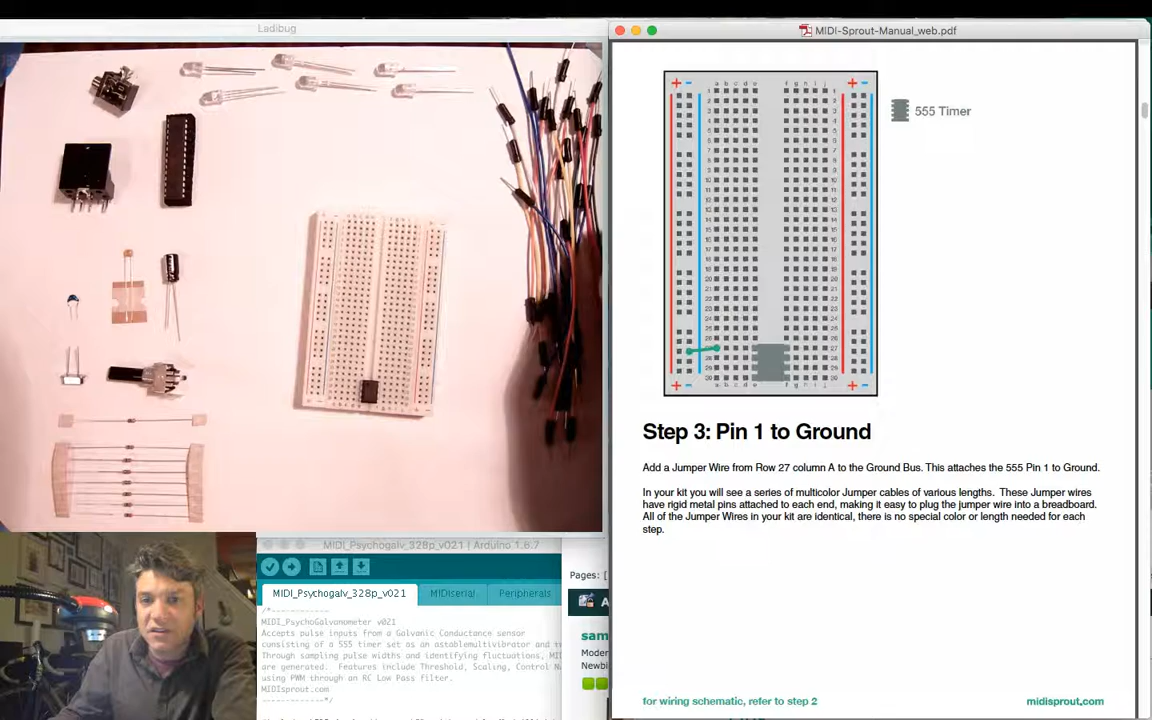 Ladibug
MIDI-Sprout-Manual_web.pdf
555 Timer
Step 3: Pin 1 to Ground
Add a Jumper Wire from Row 27 column A to the Ground Bus. This attaches the 555 Pin 1 to Ground.
In your kit you will see a series of multicolor Jumper cables of various lengths. These Jumper wires
have rigid metal pins attached to each end, making it easy to plug the jumper wire into a breadboard.
All of the Jumper Wires in your kit are identical, there is no special color or length needed for each
step.
for wiring schematic, refer to step 2
midisprout.com
MIDI_Psychogalv_328p_v021 | Arduino 1.6.7
MIDI_Psychogalv_328p_v021
MIDIserial
Peripherals
/*------------
MIDI_PsychoGalvanometer v021
Accepts pulse inputs from a Galvanic Conductance sensor
consisting of a 555 timer set as an astablemultivibrator and
Through sampling pulse widths and identifying fluctuations, MI
are generated. Features include Threshold, Scaling, Control N
using PWM through an RC Low Pass filter.
MIDIsprout.com
-------------*/
Pages: [
A
sam
Moder
Newbi